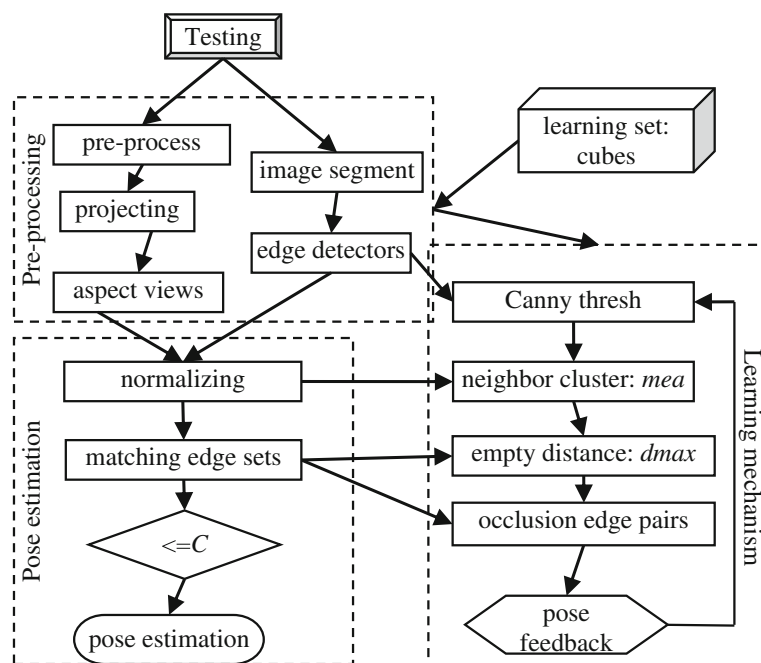 Testing
Pre-processing
pre-process
projecting
aspect views
image segment
edge detectors
learning set:
cubes
Pose estimation
normalizing
matching edge sets
<=C
pose estimation
Learning mechanism
Canny thresh
neighbor cluster: mea
empty distance: dmax
occlusion edge pairs
pose
feedback